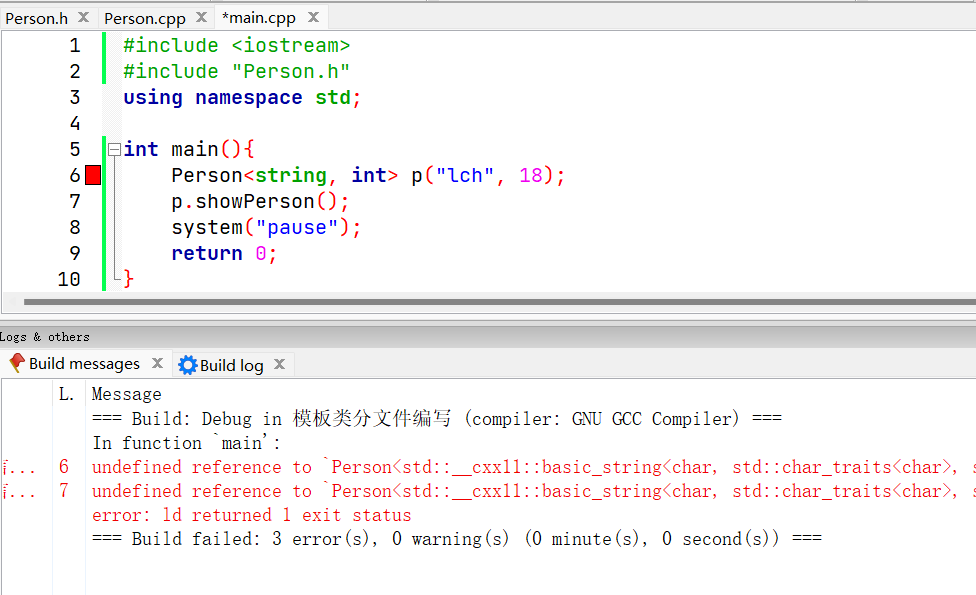 Person.h × Person.cpp × *main.cpp ×
1 #include <iostream>
2 #include "Person.h"
3 using namespace std;
4
5 int main(){
6 Person<string, int> p("lch", 18);
7 p.showPerson();
8 system("pause");
9 return 0;
10 }
Logs & others
Build messages × Build log ×
L. Message
=== Build: Debug in 模板类分文件编写 (compiler: GNU GCC Compiler) ===
In function `main':
... 6 undefined reference to `Person<std::__cxx11::basic_string<char, std::char_traits<char>,
... 7 undefined reference to `Person<std::__cxx11::basic_string<char, std::char_traits<char>,
error: ld returned 1 exit status
=== Build failed: 3 error(s), 0 warning(s) (0 minute(s), 0 second(s)) ===